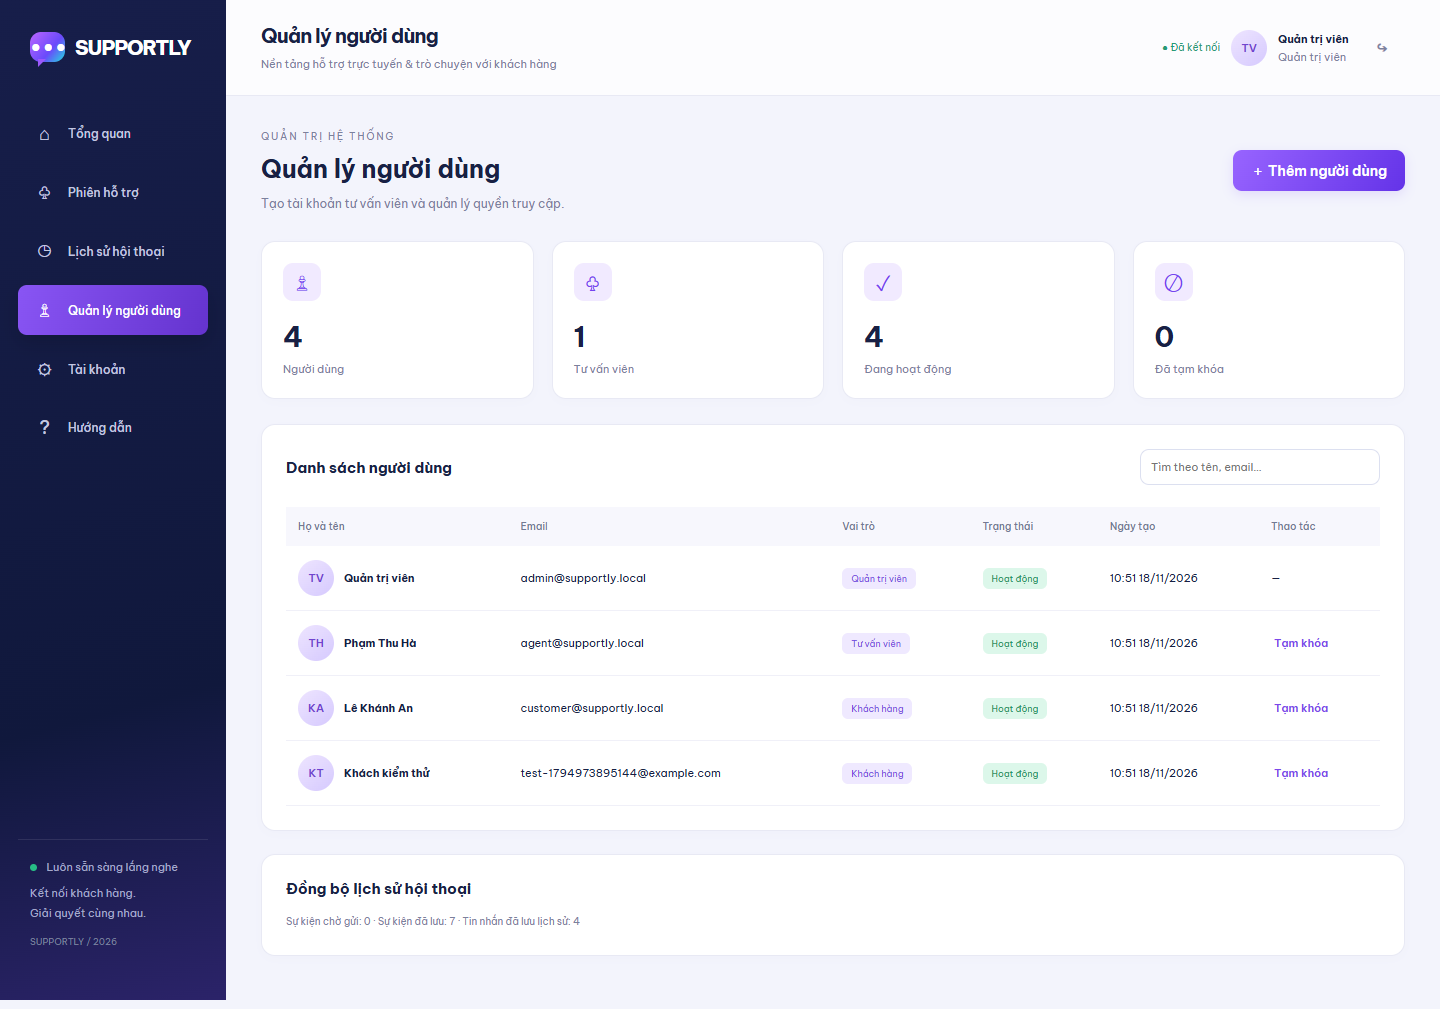 SUPPORTLY
Tổng quan
Phiên hỗ trợ
Lịch sử hội thoại
Quản lý người dùng
Tài khoản
? Hướng dẫn
Luôn sẵn sàng lắng nghe
Kết nối khách hàng.
Giải quyết cùng nhau.
SUPPORTLY / 2026
Quản lý người dùng
Nền tảng hỗ trợ trực tuyến & trò chuyện với khách hàng
● Đã kết nối
TV
Quản trị viên
Quản trị viên
QUẢN TRỊ HỆ THỐNG
Quản lý người dùng
Tạo tài khoản tư vấn viên và quản lý quyền truy cập.
+ Thêm người dùng
4
Người dùng
1
Tư vấn viên
4
Đang hoạt động
0
Đã tạm khóa
Danh sách người dùng
Tìm theo tên, email...
Họ và tên Email Vai trò Trạng thái Ngày tạo Thao tác
TV Quản trị viên admin@supportly.local Quản trị viên Hoạt động 10:51 18/11/2026 —
TH Phạm Thu Hà agent@supportly.local Tư vấn viên Hoạt động 10:51 18/11/2026 Tạm khóa
KA Lê Khánh An customer@supportly.local Khách hàng Hoạt động 10:51 18/11/2026 Tạm khóa
KT Khách kiểm thử test-1794973895144@example.com Khách hàng Hoạt động 10:51 18/11/2026 Tạm khóa
Đồng bộ lịch sử hội thoại
Sự kiện chờ gửi: 0 · Sự kiện đã lưu: 7 · Tin nhắn đã lưu lịch sử: 4